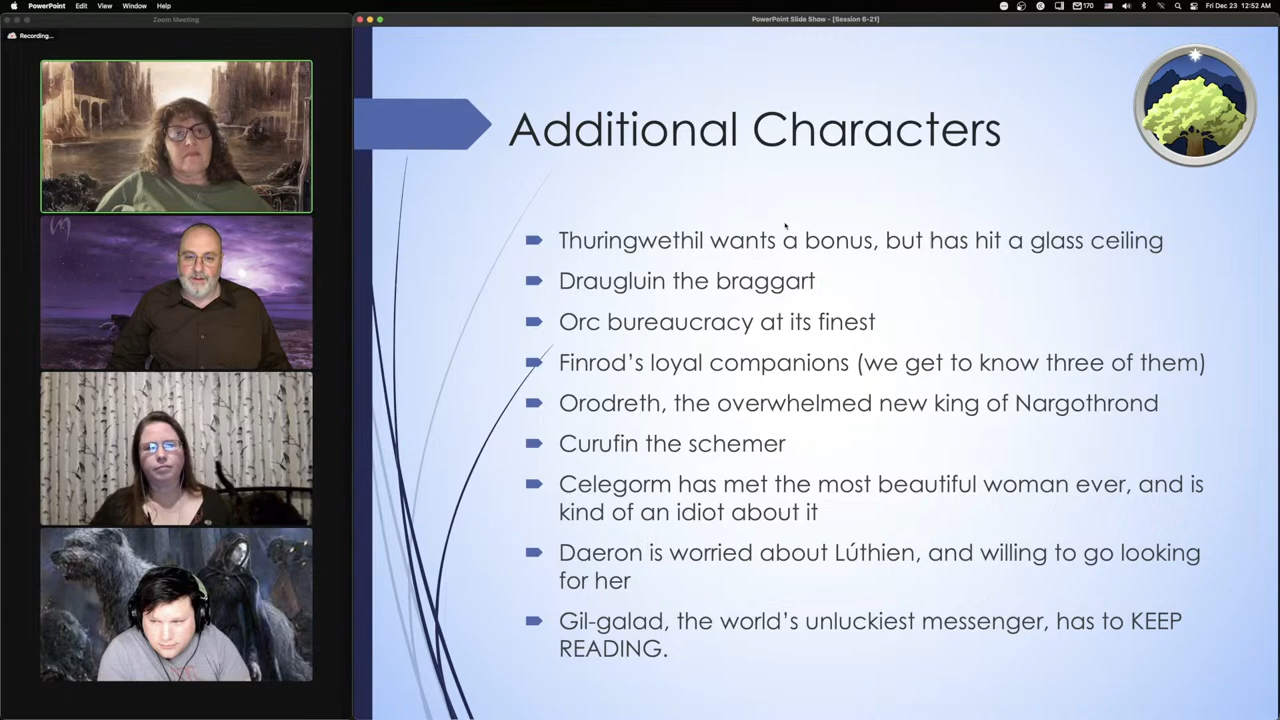 PowerPoint File Edit View Window Help
170
Fri Dec 23 12:52 AM
Zoom Meeting
PowerPoint Slide Show - [Session 6-21]
Recording...
Additional Characters
Thuringwethil wants a bonus, but has hit a glass ceiling
Draugluin the braggart
Orc bureaucracy at its finest
Finrod’s loyal companions (we get to know three of them)
Orodreth, the overwhelmed new king of Nargothrond
Curufin the schemer
Celegorm has met the most beautiful woman ever, and is
kind of an idiot about it
Daeron is worried about Lúthien, and willing to go looking
for her
Gil-galad, the world’s unluckiest messenger, has to KEEP
READING.